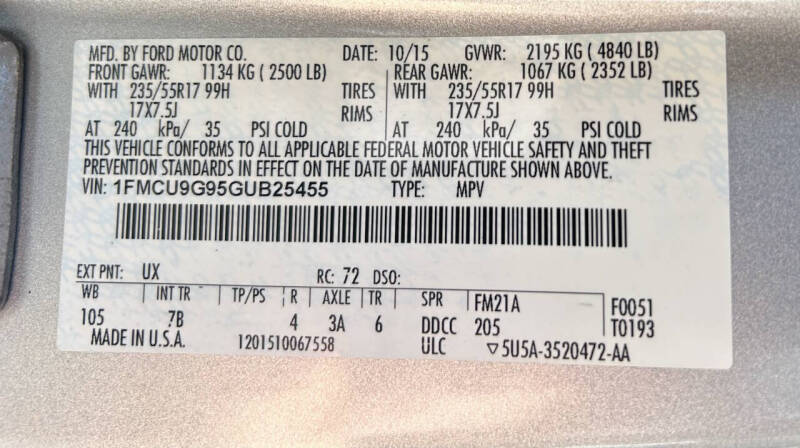 MFD. BY FORD MOTOR CO. DATE: 10/15 GVWR: 2195 KG ( 4840 LB)
FRONT GAWR: 1134 KG ( 2500 LB) REAR GAWR: 1067 KG ( 2352 LB)
WITH 235/55R17 99H TIRES WITH 235/55R17 99H TIRES
17X7.5J RIMS 17X7.5J RIMS
AT 240 kPa/ 35 PSI COLD AT 240 kPa/ 35 PSI COLD
THIS VEHICLE CONFORMS TO ALL APPLICABLE FEDERAL MOTOR VEHICLE SAFETY AND THEFT
PREVENTION STANDARDS IN EFFECT ON THE DATE OF MANUFACTURE SHOWN ABOVE.
VIN: 1FMCU9G95GUB25455 TYPE: MPV
EXT PNT: UX RC: 72 DSO:
WB INT TR TP/PS R AXLE TR SPR FM21A F0051
105 7B 4 3A 6 DDCC 205 T0193
MADE IN U.S.A. 1201510067558 ULC ▽5U5A-3520472-AA